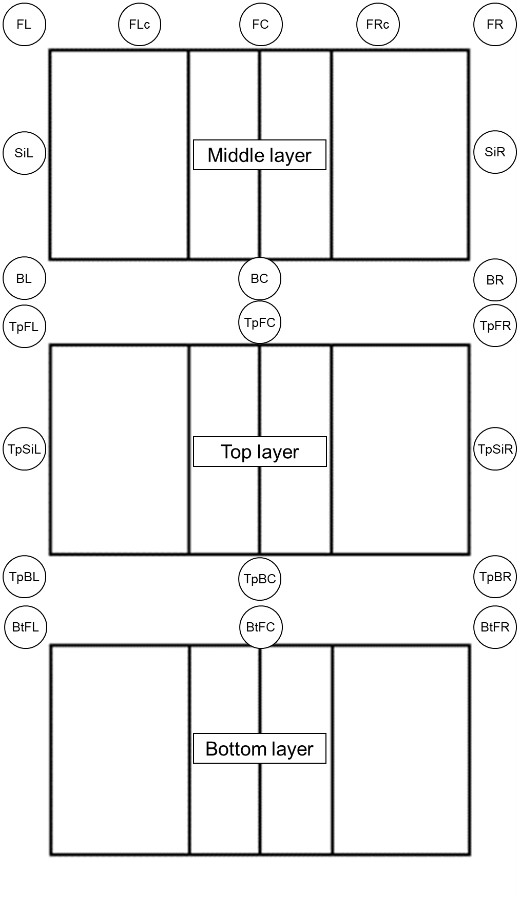 FL FLc FC FRc FR
SiL Middle layer SiR
BL BC BR
TpFL TpFC TpFR
TpSiL Top layer TpSiR
TpBL TpBC TpBR
BtFL BtFC BtFR
Bottom layer